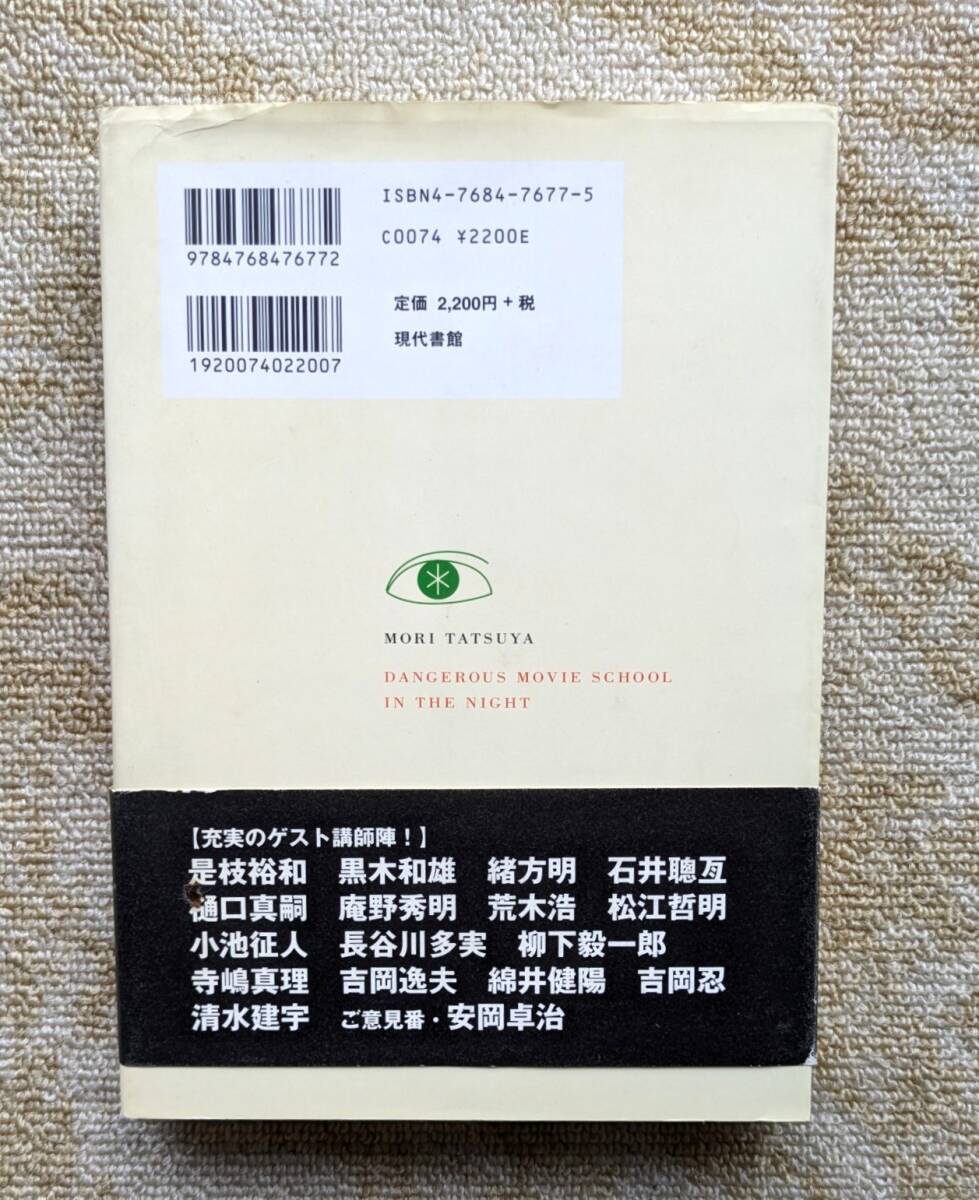 ISBN4-7684-7677-5
C0074 ¥2200E
9784768476772
定価 2,200円+税
現代書館
1920074022007
MORI TATSUYA
DANGEROUS MOVIE SCHOOL
IN THE NIGHT
【充実のゲスト講師陣!】
是枝裕和 黒木和雄 緒方明 石井聰亙
樋口真嗣 庵野秀明 荒木浩 松江哲明
小池征人 長谷川多実 柳下毅一郎
寺嶋真理 吉岡逸夫 綿井健陽 吉岡忍
清水建宇 ご意見番・安岡卓治